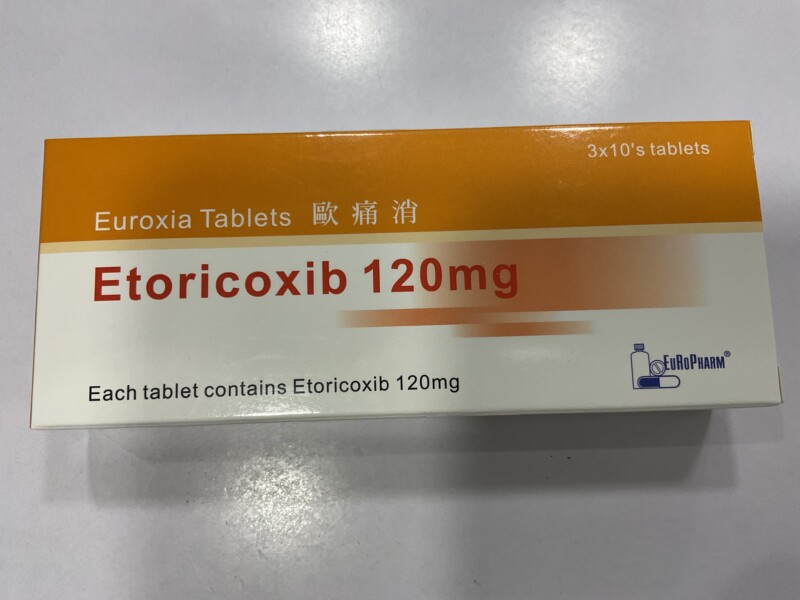 3x10's tablets
Euroxia Tablets 歐痛消
Etoricoxib 120mg
EuRoPharm®
Each tablet contains Etoricoxib 120mg